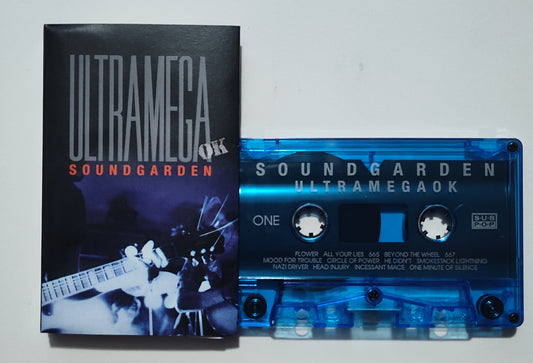 ULTRAMEGA
OK
SOUNDGARDEN
SOUNDGARDEN
ULTRAMEGAOK
ONE
SUB
POP
FLOWER ALL YOUR LIES 665 BEYOND THE WHEEL 667
MOOD FOR TROUBLE CIRCLE OF POWER HE DIDN'T SMOKESTACK LIGHTNING
NAZI DRIVER HEAD INJURY INCESSANT MACE ONE MINUTE OF SILENCE